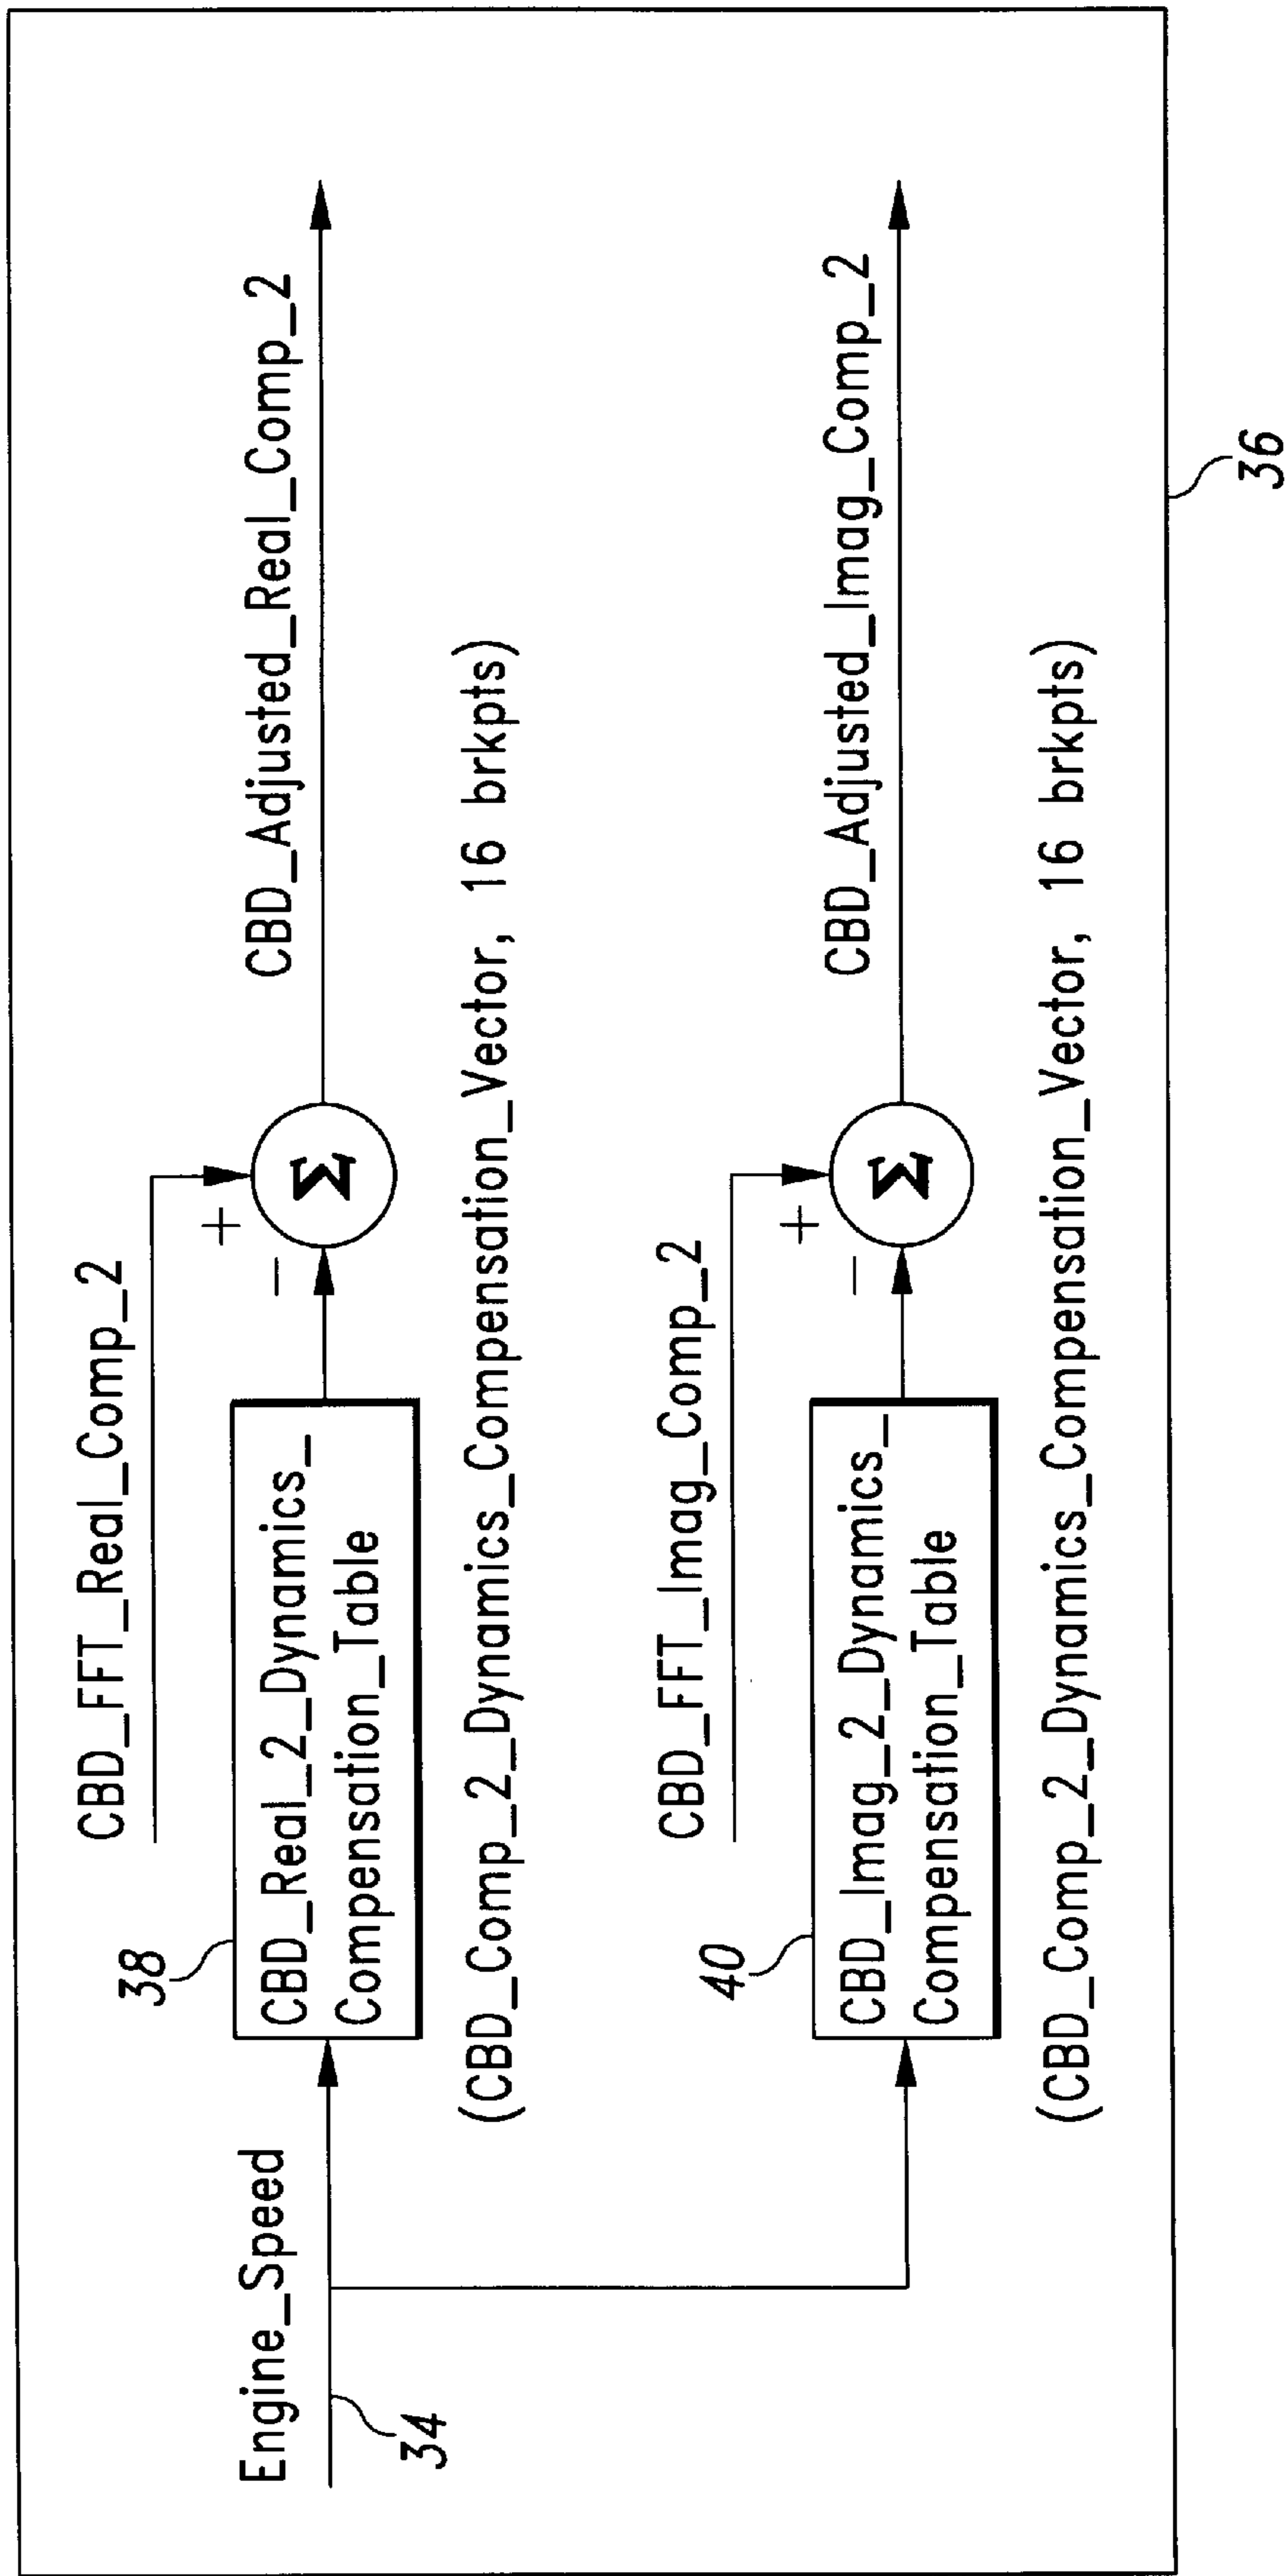 CBD_FFT_Real_Comp_2
Engine_Speed
34
38
CBD_Real_2_Dynamics_
Compensation_Table
+
−
Σ
CBD_Adjusted_Real_Comp_2
(CBD_Comp_2_Dynamics_Compensation_Vector, 16 brkpts)
CBD_FFT_Imag_Comp_2
40
CBD_Imag_2_Dynamics_
Compensation_Table
+
−
Σ
CBD_Adjusted_Imag_Comp_2
(CBD_Comp_2_Dynamics_Compensation_Vector, 16 brkpts)
36